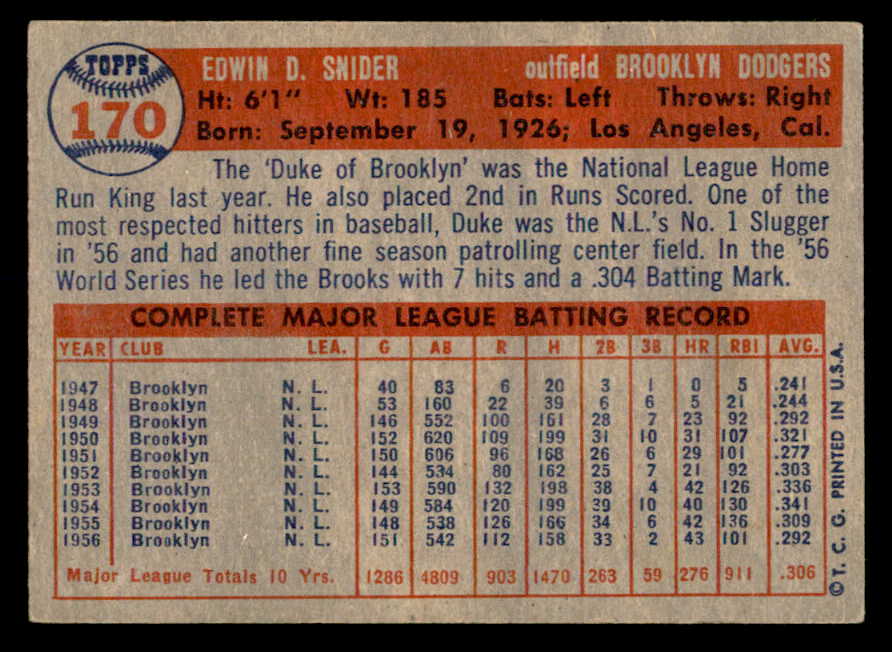 TOPPS
170
EDWIN D. SNIDER outfield BROOKLYN DODGERS
Ht: 6'1" Wt: 185 Bats: Left Throws: Right
Born: September 19, 1926; Los Angeles, Cal.
The 'Duke of Brooklyn' was the National League Home
Run King last year. He also placed 2nd in Runs Scored. One of the
most respected hitters in baseball, Duke was the N.L.'s No. 1 Slugger
in '56 and had another fine season patrolling center field. In the '56
World Series he led the Brooks with 7 hits and a .304 Batting Mark.
COMPLETE MAJOR LEAGUE BATTING RECORD
YEAR CLUB LEA. G AB R H 2B 3B HR RBI AVG.
1947 Brooklyn N. L. 40 83 6 20 3 1 0 5 .241
1948 Brooklyn N. L. 53 160 22 39 6 6 5 21 .244
1949 Brooklyn N. L. 146 552 100 161 28 7 23 92 .292
1950 Brooklyn N. L. 152 620 109 199 31 10 31 107 .321
1951 Brooklyn N. L. 150 606 96 168 26 6 29 101 .277
1952 Brooklyn N. L. 144 534 80 162 25 7 21 92 .303
1953 Brooklyn N. L. 153 590 132 198 38 4 42 126 .336
1954 Brooklyn N. L. 149 584 120 199 39 10 40 130 .341
1955 Brooklyn N. L. 148 538 126 166 34 6 42 136 .309
1956 Brooklyn N. L. 151 542 112 158 33 2 43 101 .292
Major League Totals 10 Yrs. 1286 4809 903 1470 263 59 276 911 .306
© T. C. G. PRINTED IN U.S.A.